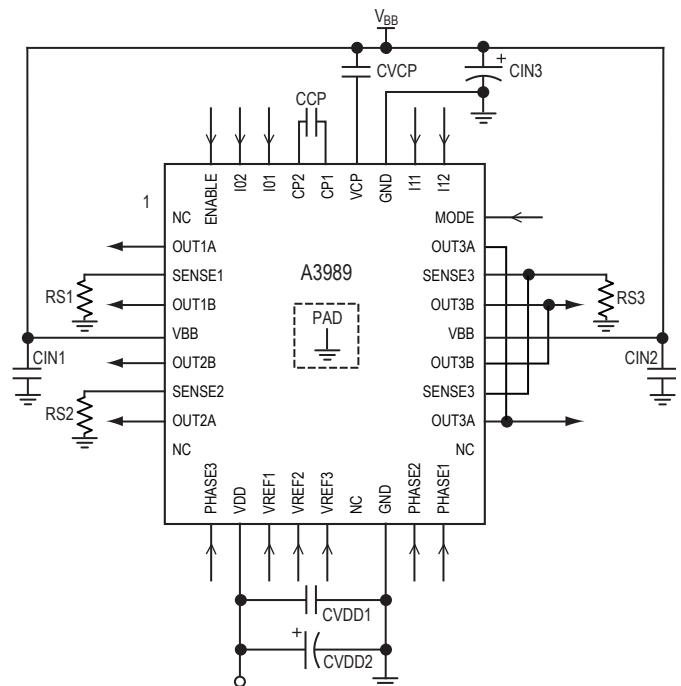 VBB
CVCP
+
CIN3
CCP
ENABLE
I02
I01
CP2
CP1
VCP
GND
I11
I12
1
NC
MODE
OUT1A
OUT3A
SENSE1
A3989
SENSE3
RS1
OUT1B
OUT3B
RS3
PAD
VBB
VBB
CIN1
OUT2B
OUT3B
CIN2
SENSE2
SENSE3
RS2
OUT2A
OUT3A
NC
NC
PHASE3
VDD
VREF1
VREF2
VREF3
NC
GND
PHASE2
PHASE1
CVDD1
+
CVDD2